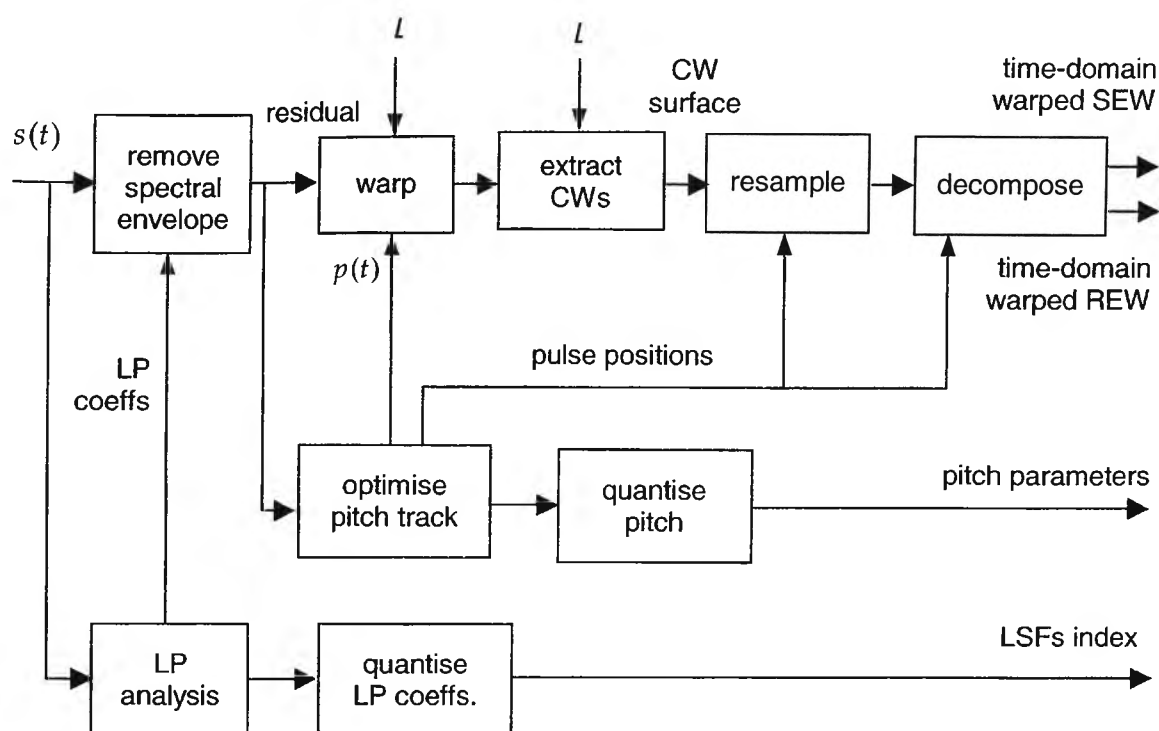 L
L
CW
surface
time-domain
warped SEW
residual
s(t)
remove
spectral
envelope
warp
extract
CWs
resample
decompose
p(t)
time-domain
warped REW
pulse positions
LP
coeffs
optimise
pitch track
quantise
pitch
pitch parameters
LP
analysis
quantise
LP coeffs.
LSFs index